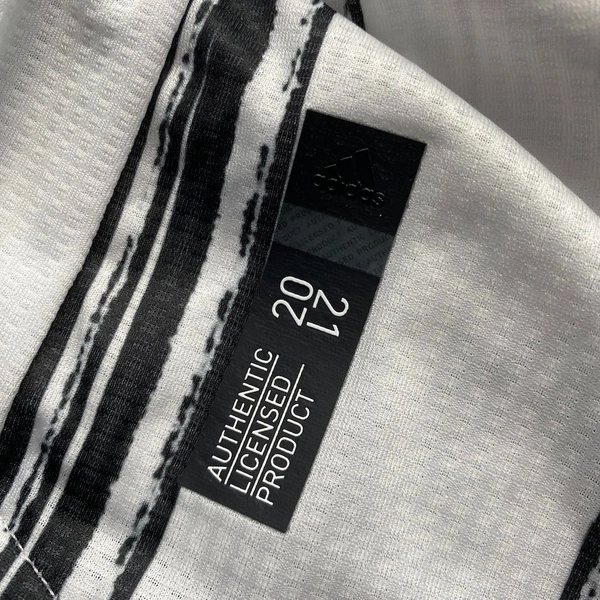 adidas
20
21
AUTHENTIC
LICENSED
PRODUCT